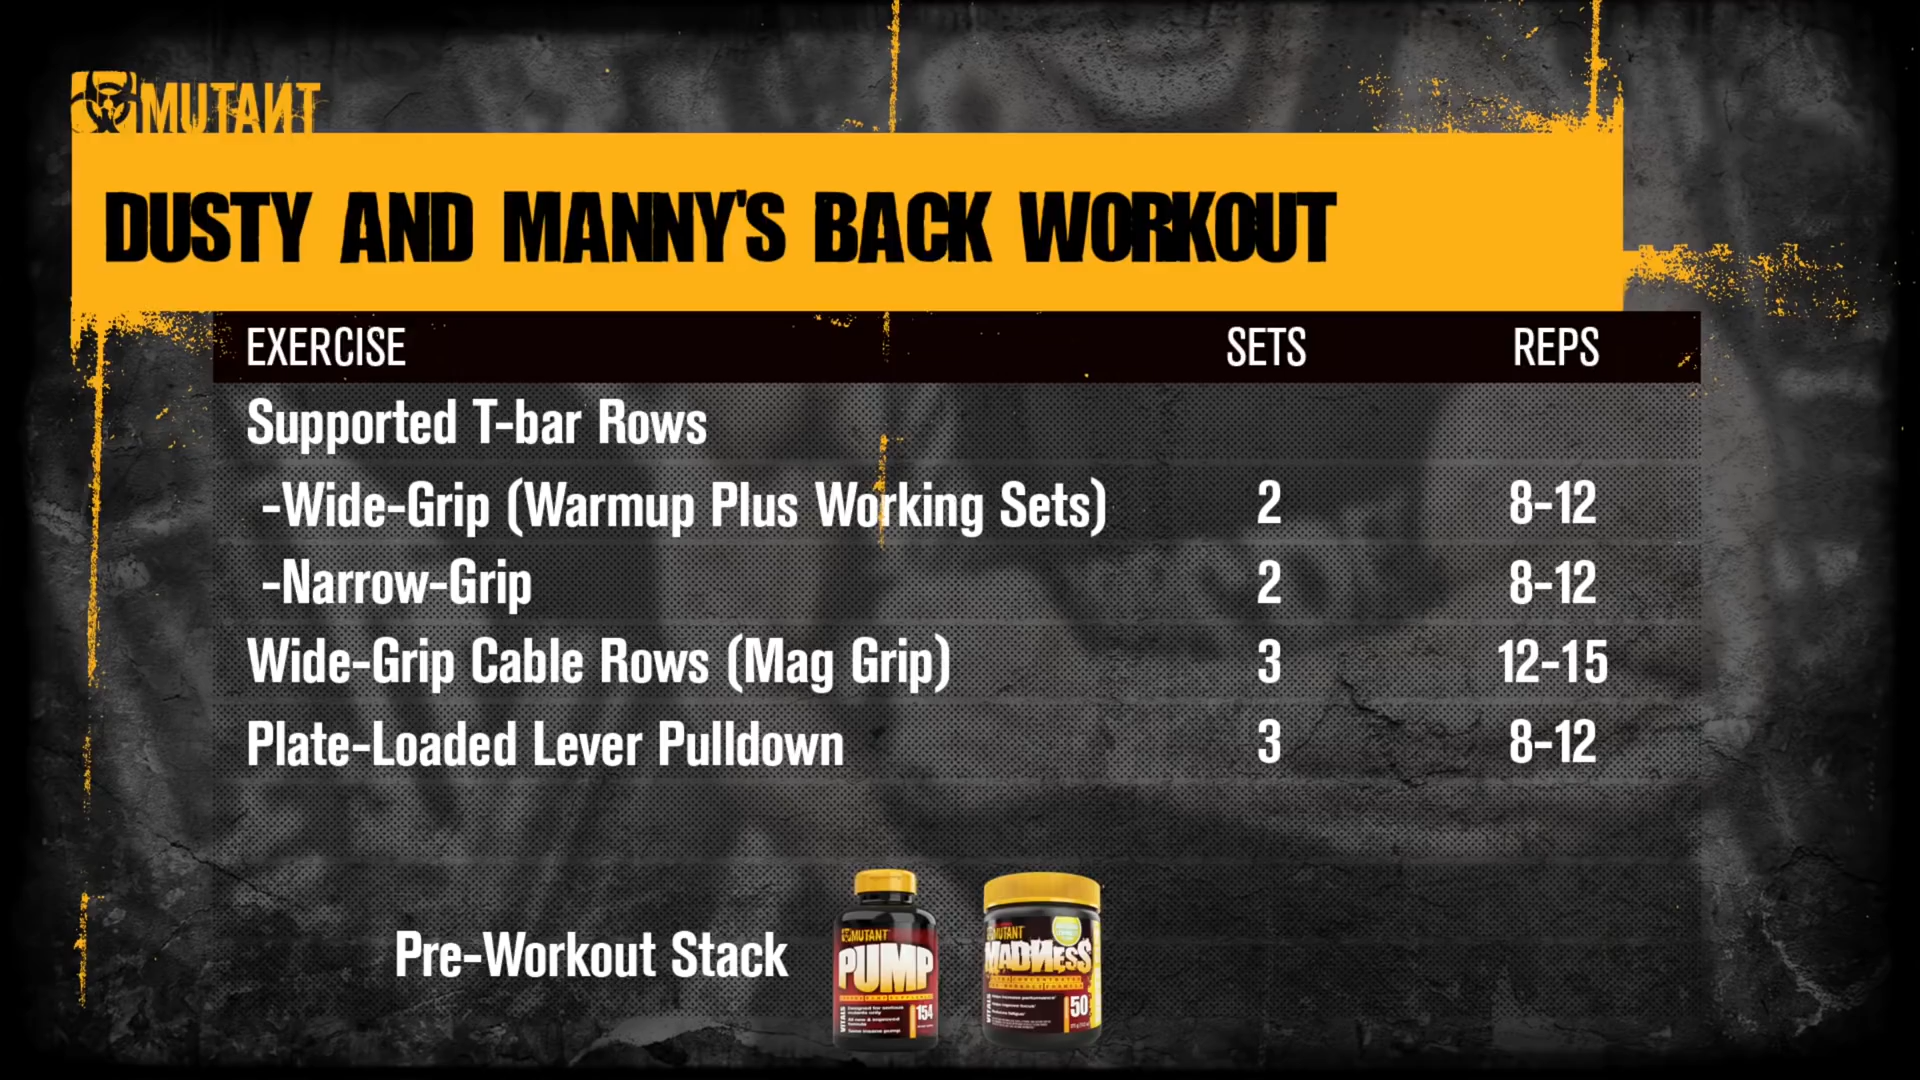 MUTANT
DUSTY AND MANNY'S BACK WORKOUT
EXERCISE SETS REPS
Supported T-bar Rows
-Wide-Grip (Warmup Plus Working Sets) 2 8-12
-Narrow-Grip 2 8-12
Wide-Grip Cable Rows (Mag Grip) 3 12-15
Plate-Loaded Lever Pulldown 3 8-12
Pre-Workout Stack
MUTANT
PUMP
154
MUTANT
MADNESS
50